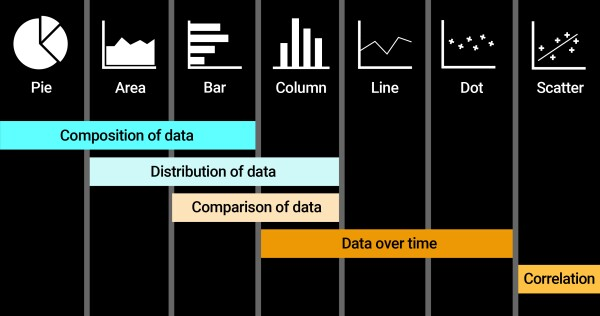 Pie
Area
Bar
Column
Line
Dot
Scatter
Composition of data
Distribution of data
Comparison of data
Data over time
Correlation